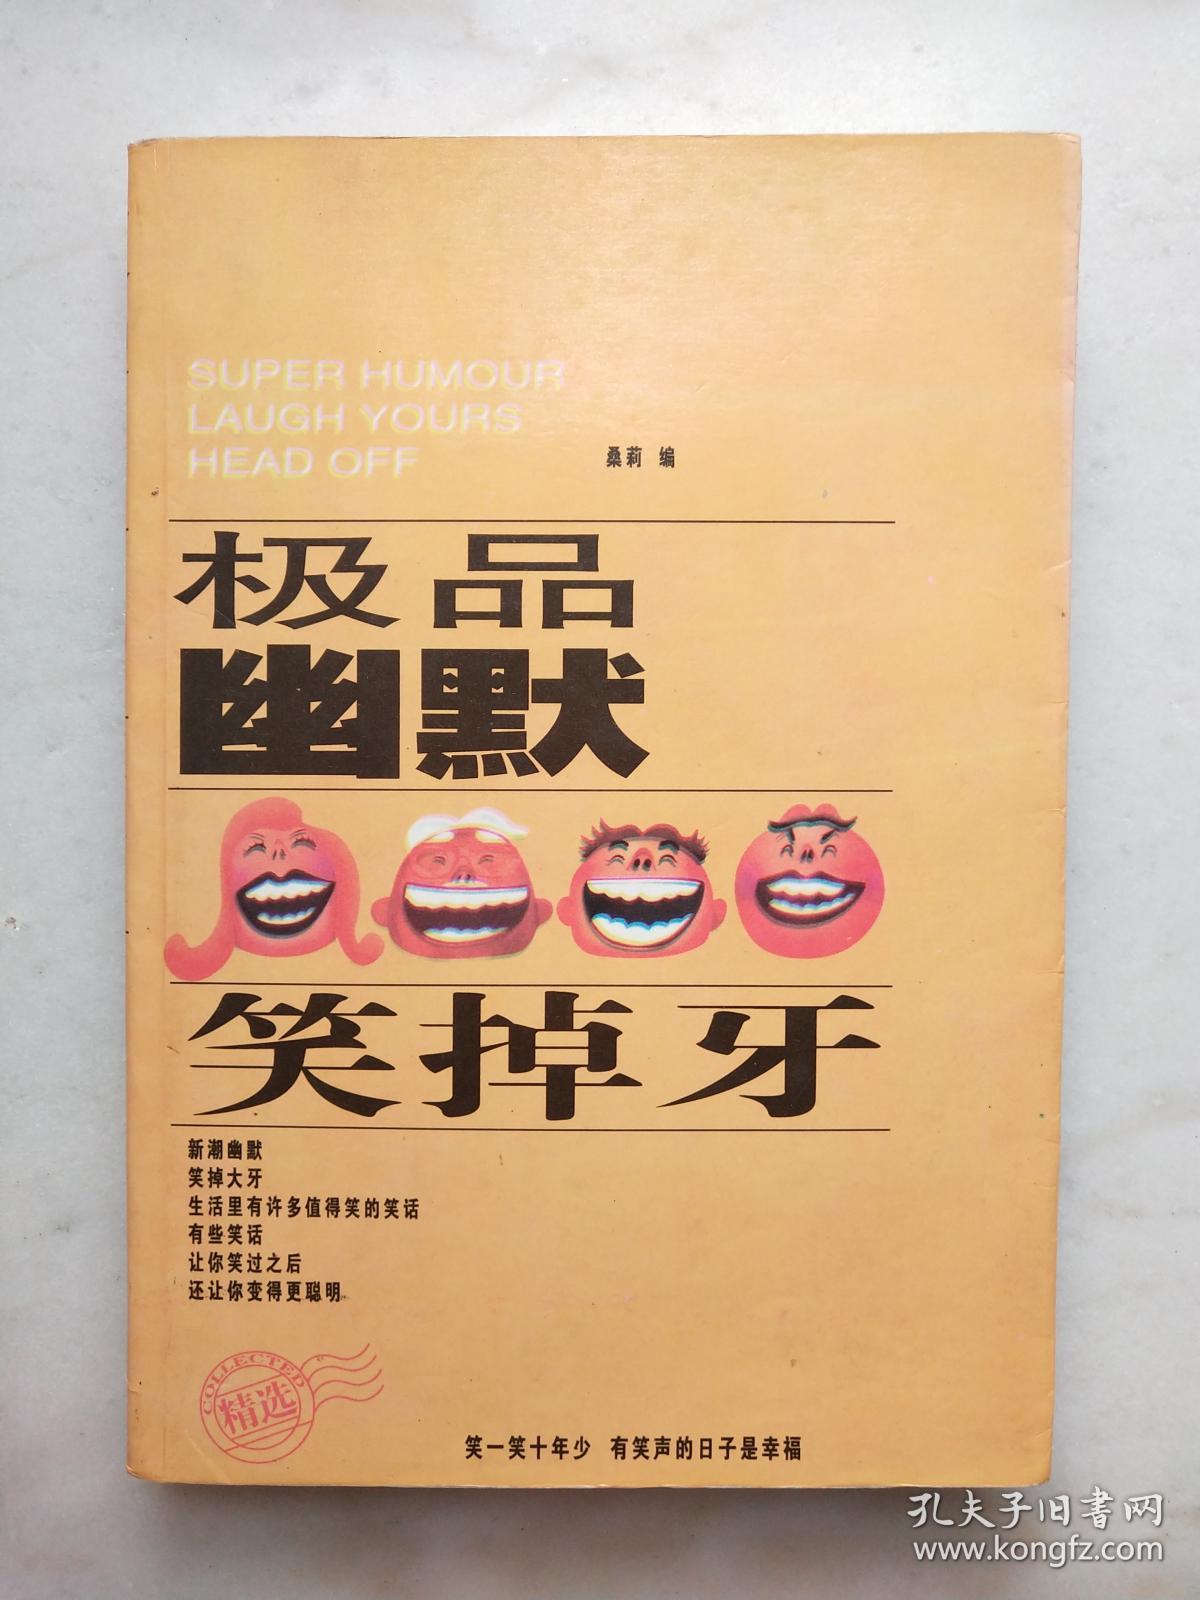 SUPER HUMOUR
LAUGH YOURS
HEAD OFF
桑莉 编
极品
幽默
笑掉牙
新潮幽默
笑掉大牙
生活里有许多值得笑的笑话
有些笑话
让你笑过之后
还让你变得更聪明
COLLECTED
精选
笑一笑十年少 有笑声的日子是幸福
孔夫子旧书网
www.kongfz.com